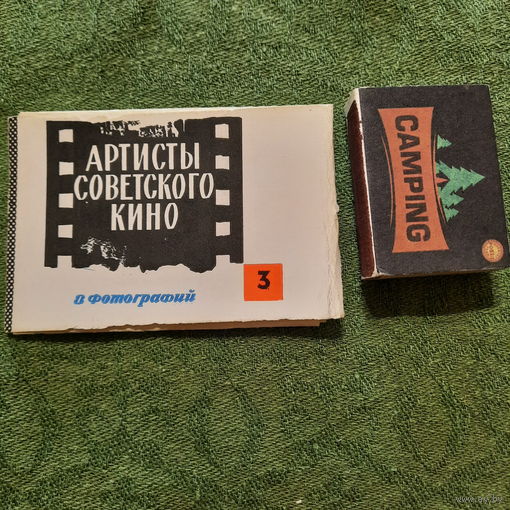 АРТИСТЫ
СОВЕТСКОГО
КИНО
8 фотографий
3
CAMPING